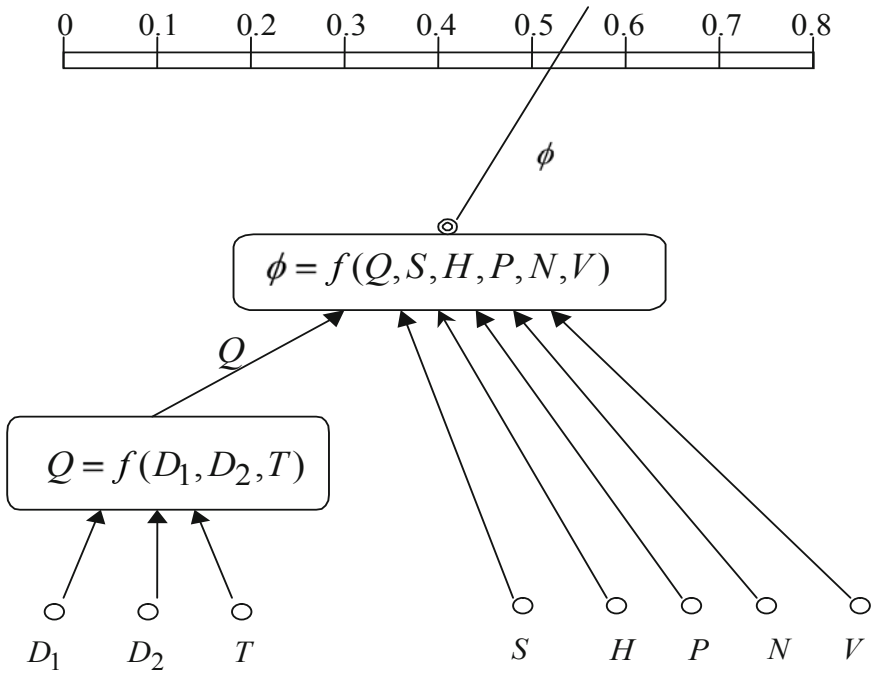 0 0.1 0.2 0.3 0.4 0.5 0.6 0.7 0.8
ϕ
ϕ = f(Q, S, H, P, N, V)
Q
Q = f(D₁, D₂, T)
D₁ D₂ T S H P N V